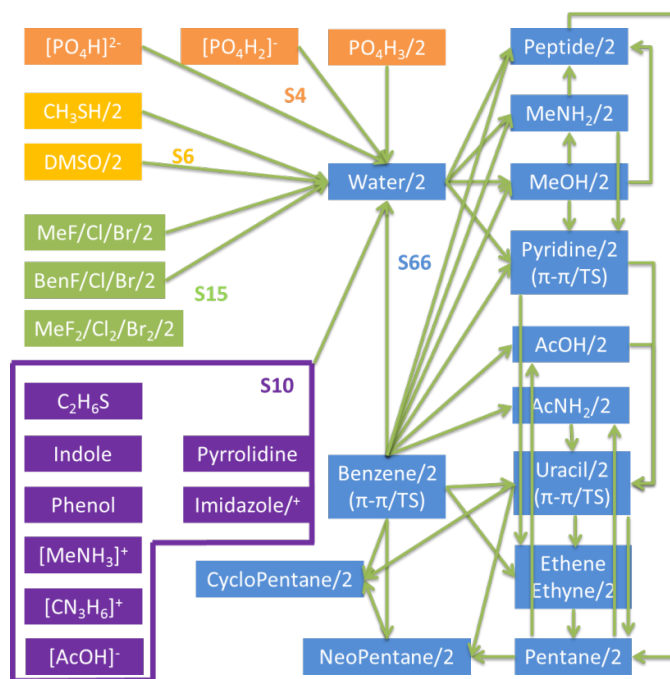 [PO₄H]²⁻
[PO₄H₂]⁻
PO₄H₃/2
Peptide/2
S4
CH₃SH/2
MeNH₂/2
DMSO/2
S6
Water/2
MeOH/2
MeF/Cl/Br/2
S66
Pyridine/2
(π-π/TS)
BenF/Cl/Br/2
S15
MeF₂/Cl₂/Br₂/2
AcOH/2
S10
C₂H₆S
AcNH₂/2
Indole
Pyrrolidine
Benzene/2
(π-π/TS)
Uracil/2
(π-π/TS)
Phenol
Imidazole/⁺
[MeNH₃]⁺
CycloPentane/2
Ethene
Ethyne/2
[CN₃H₆]⁺
[AcOH]⁻
NeoPentane/2
Pentane/2